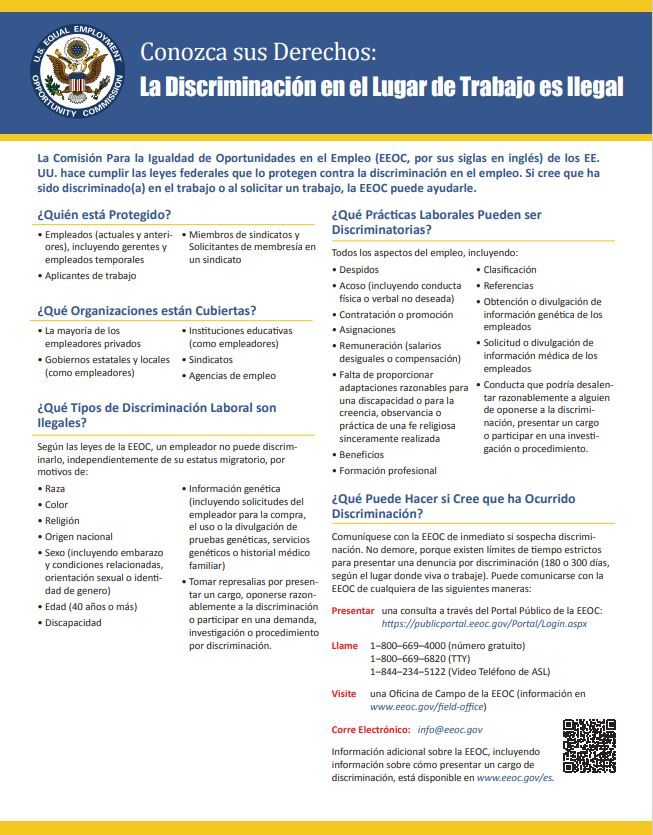 U.S. EQUAL EMPLOYMENT
OPPORTUNITY COMMISSION
Conozca sus Derechos:
La Discriminación en el Lugar de Trabajo es Ilegal
La Comisión Para la Igualdad de Oportunidades en el Empleo (EEOC, por sus siglas en inglés) de los EE.
UU. hace cumplir las leyes federales que lo protegen contra la discriminación en el empleo. Si cree que ha
sido discriminado(a) en el trabajo o al solicitar un trabajo, la EEOC puede ayudarle.
¿Quién está Protegido?
• Empleados (actuales y anteri-
ores), incluyendo gerentes y
empleados temporales
• Aplicantes de trabajo
• Miembros de sindicatos y
Solicitantes de membresía en
un sindicato
¿Qué Organizaciones están Cubiertas?
• La mayoría de los
empleadores privados
• Gobiernos estatales y locales
(como empleadores)
• Instituciones educativas
(como empleadores)
• Sindicatos
• Agencias de empleo
¿Qué Tipos de Discriminación Laboral son
Ilegales?
Según las leyes de la EEOC, un empleador no puede discrim-
inarlo, independientemente de su estatus migratorio, por
motivos de:
• Raza
• Color
• Religión
• Origen nacional
• Sexo (incluyendo embarazo
y condiciones relacionadas,
orientación sexual o identi-
dad de genero)
• Edad (40 años o más)
• Discapacidad
• Información genética
(incluyendo solicitudes del
empleador para la compra,
el uso o la divulgación de
pruebas genéticas, servicios
genéticos o historial médico
familiar)
• Tomar represalias por presen-
tar un cargo, oponerse razon-
ablemente a la discriminación
o participar en una demanda,
investigación o procedimiento
por discriminación.
¿Qué Prácticas Laborales Pueden ser
Discriminatorias?
Todos los aspectos del empleo, incluyendo:
• Despidos
• Acoso (incluyendo conducta
física o verbal no deseada)
• Contratación o promoción
• Asignaciones
• Remuneración (salarios
desiguales o compensación)
• Falta de proporcionar
adaptaciones razonables para
una discapacidad o para la
creencia, observancia o
práctica de una fe religiosa
sinceramente realizada
• Beneficios
• Formación profesional
• Clasificación
• Referencias
• Obtención o divulgación de
información genética de los
empleados
• Solicitud o divulgación de
información médica de los
empleados
• Conducta que podría desalen-
tar razonablemente a alguien
de oponerse a la discrimi-
nación, presentar un cargo
o participar en una investi-
gación o procedimiento.
¿Qué Puede Hacer si Cree que ha Ocurrido
Discriminación?
Comuníquese con la EEOC de inmediato si sospecha discrimi-
nación. No demore, porque existen límites de tiempo estrictos
para presentar una denuncia por discriminación (180 o 300 días,
según el lugar donde viva o trabaje). Puede comunicarse con la
EEOC de cualquiera de las siguientes maneras:
Presentar una consulta a través del Portal Público de la EEOC:
https://publicportal.eeoc.gov/Portal/Login.aspx
Llame 1–800–669–4000 (número gratuito)
1–800–669–6820 (TTY)
1–844–234–5122 (Video Teléfono de ASL)
Visite una Oficina de Campo de la EEOC (información en
www.eeoc.gov/field-office)
Corre Electrónico: info@eeoc.gov
Información adicional sobre la EEOC, incluyendo
información sobre cómo presentar un cargo de
discriminación, está disponible en www.eeoc.gov/es.